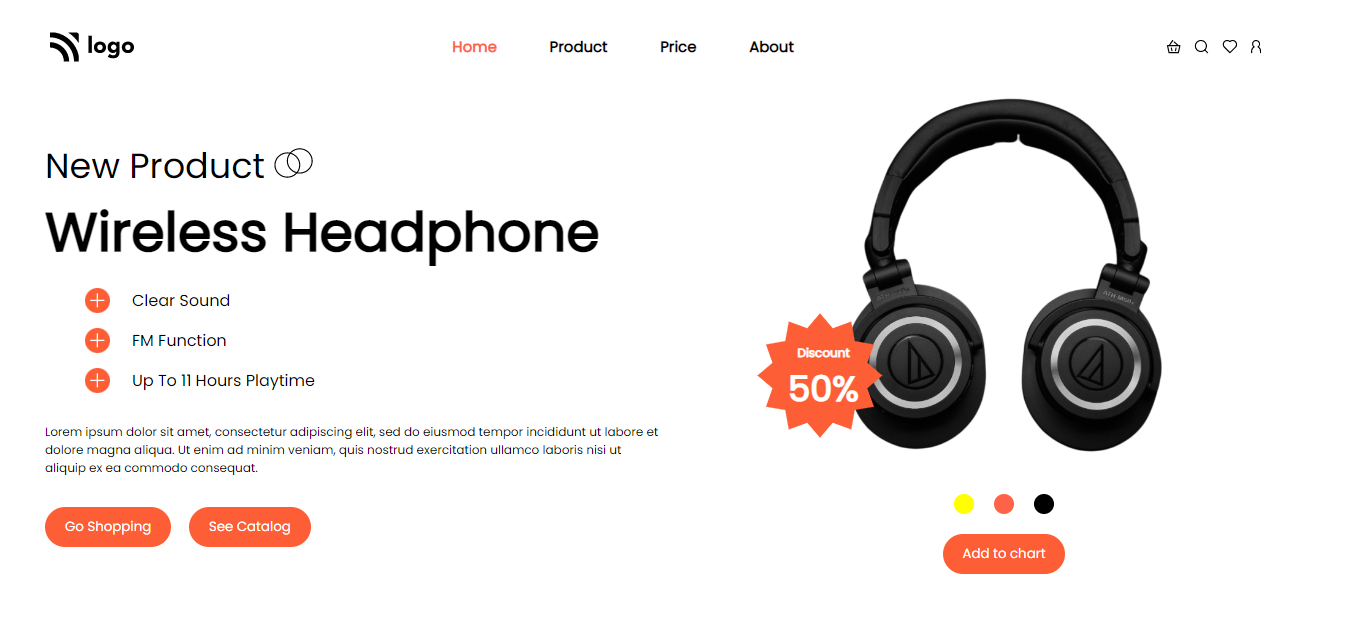 logo
Home Product Price About
New Product
Wireless Headphone
Clear Sound
FM Function
Up To 11 Hours Playtime
Lorem ipsum dolor sit amet, consectetur adipiscing elit, sed do eiusmod tempor incididunt ut labore et
dolore magna aliqua. Ut enim ad minim veniam, quis nostrud exercitation ullamco laboris nisi ut
aliquip ex ea commodo consequat.
Go Shopping
See Catalog
Discount
50%
Add to chart